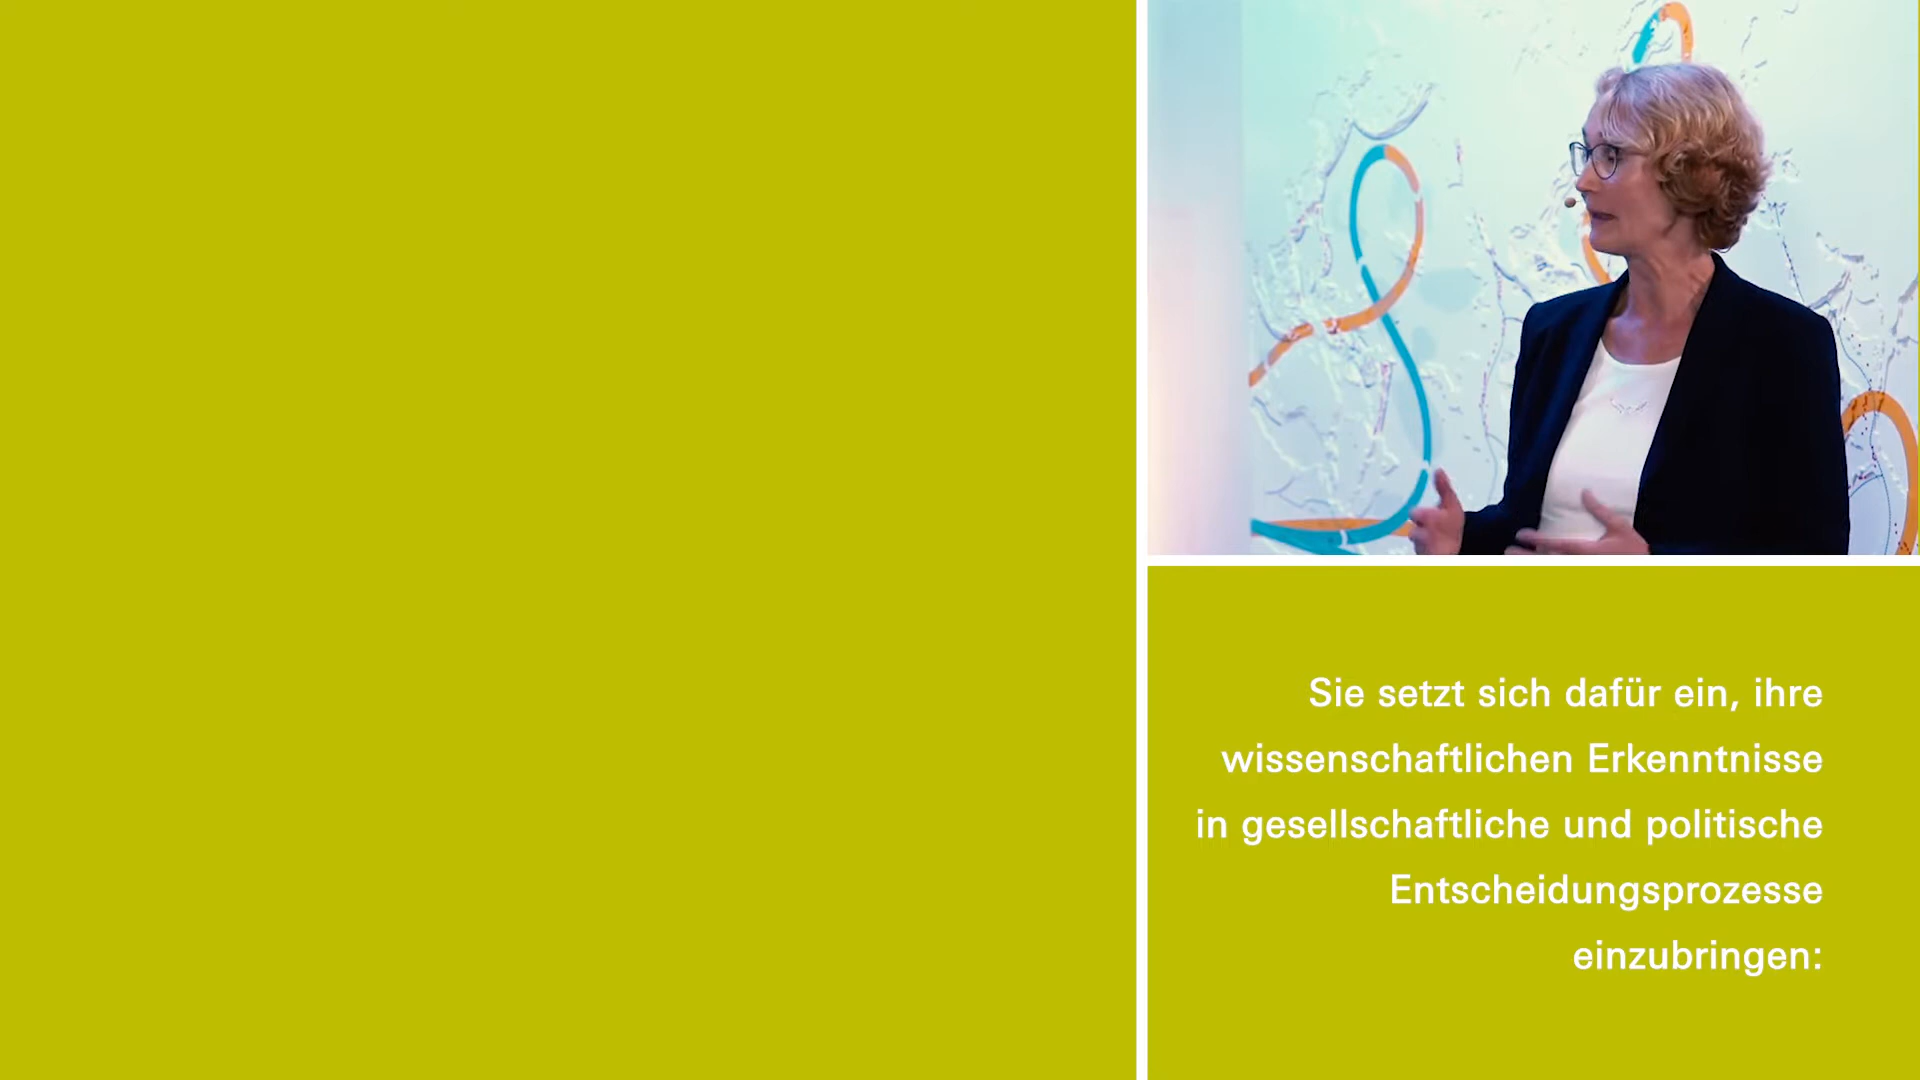 Sie setzt sich dafür ein, ihre
wissenschaftlichen Erkenntnisse
in gesellschaftliche und politische
Entscheidungsprozesse
einzubringen: